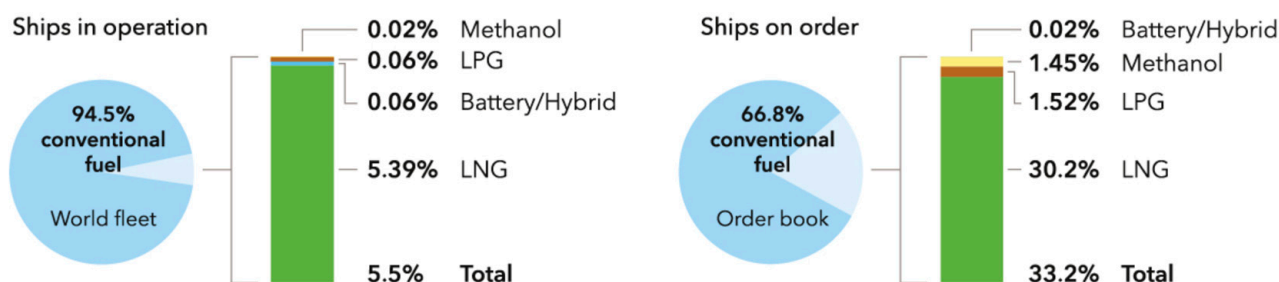 Ships in operation
94.5%
conventional
fuel
World fleet
0.02% Methanol
0.06% LPG
0.06% Battery/Hybrid
5.39% LNG
5.5% Total
Ships on order
66.8%
conventional
fuel
Order book
0.02% Battery/Hybrid
1.45% Methanol
1.52% LPG
30.2% LNG
33.2% Total